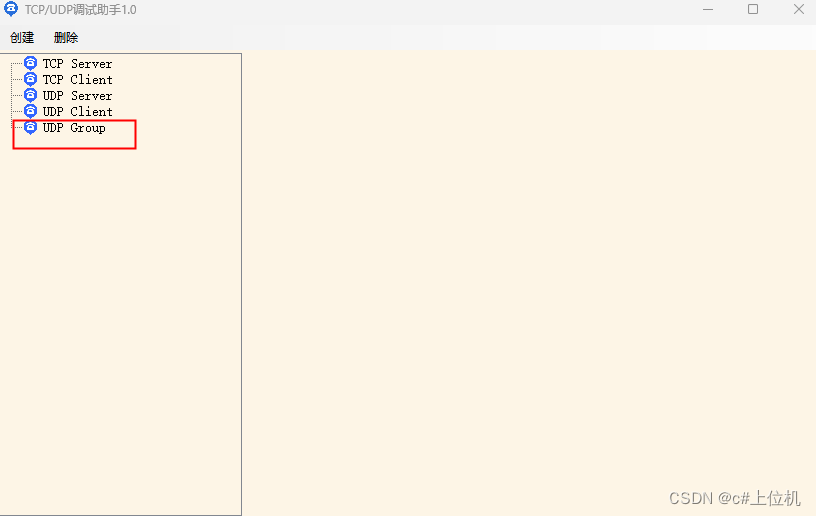 TCP/UDP调试助手1.0
创建 删除
TCP Server
TCP Client
UDP Server
UDP Client
UDP Group
CSDN @c#上位机